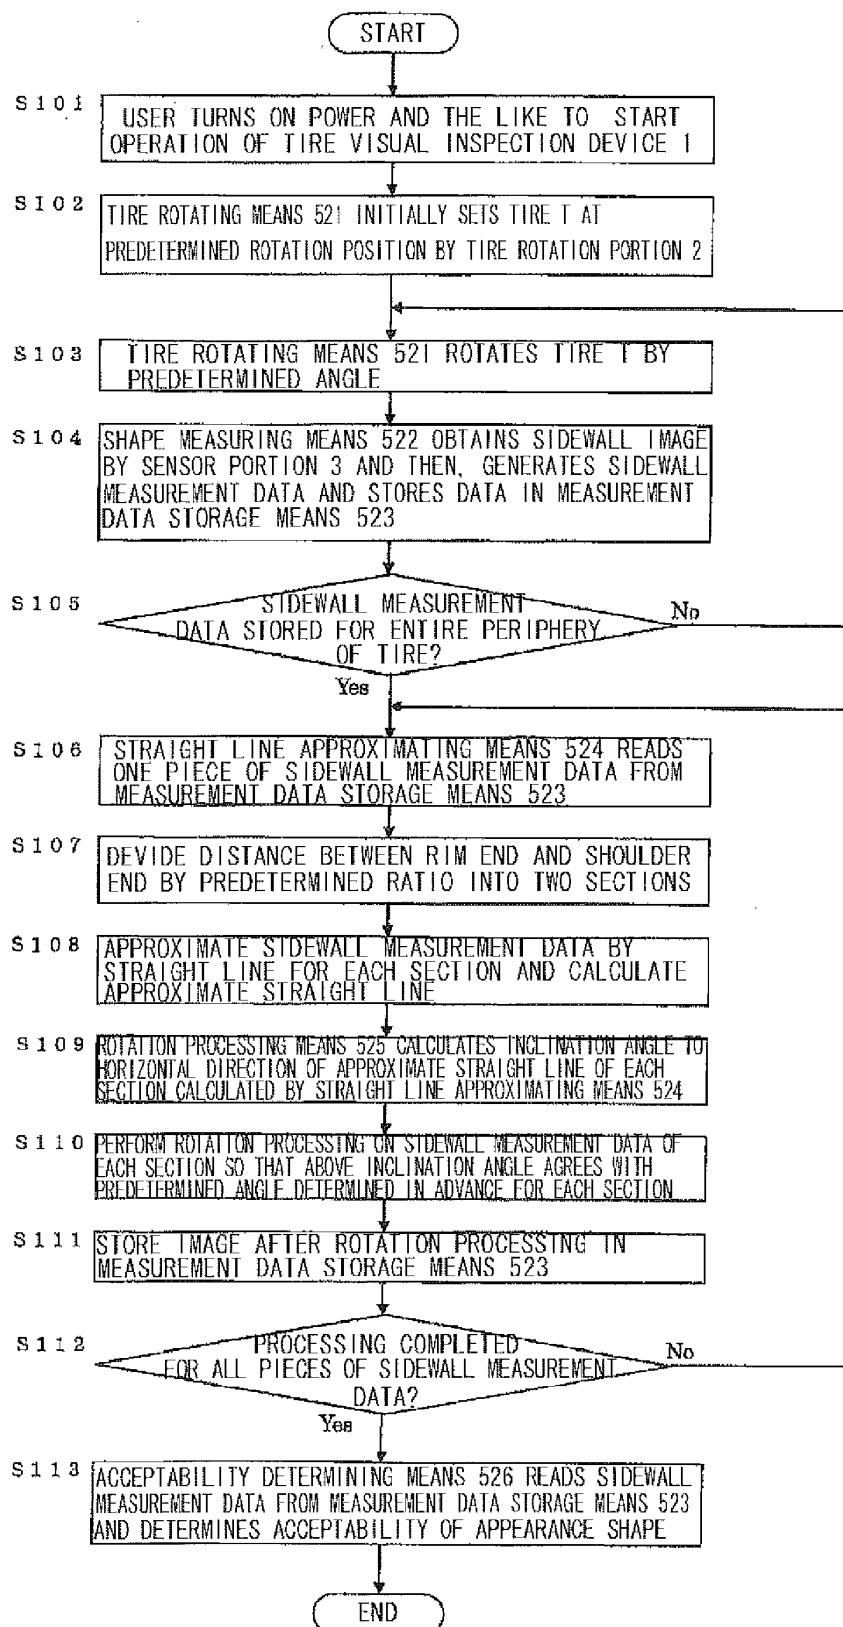 START
S101
USER TURNS ON POWER AND THE LIKE TO START
OPERATION OF TIRE VISUAL INSPECTION DEVICE 1
S102
TIRE ROTATING MEANS 521 INITIALLY SETS TIRE T AT
PREDETERMINED ROTATION POSITION BY TIRE ROTATION PORTION 2
S103
TIRE ROTATING MEANS 521 ROTATES TIRE T BY
PREDETERMINED ANGLE
S104
SHAPE MEASURING MEANS 522 OBTAINS SIDEWALL IMAGE
BY SENSOR PORTION 3 AND THEN, GENERATES SIDEWALL
MEASUREMENT DATA AND STORES DATA IN MEASUREMENT
DATA STORAGE MEANS 523
S105
SIDEWALL MEASUREMENT
DATA STORED FOR ENTIRE PERIPHERY
OF TIRE?
No
Yes
S106
STRAIGHT LINE APPROXIMATING MEANS 524 READS
ONE PIECE OF SIDEWALL MEASUREMENT DATA FROM
MEASUREMENT DATA STORAGE MEANS 523
S107
DEVIDE DISTANCE BETWEEN RIM END AND SHOULDER
END BY PREDETERMINED RATIO INTO TWO SECTIONS
S108
APPROXIMATE SIDEWALL MEASUREMENT DATA BY
STRAIGHT LINE FOR EACH SECTION AND CALCULATE
APPROXIMATE STRAIGHT LINE
S109
ROTATION PROCESSING MEANS 525 CALCULATES INCLINATION ANGLE TO
HORIZONTAL DIRECTION OF APPROXIMATE STRAIGHT LINE OF EACH
SECTION CALCULATED BY STRAIGHT LINE APPROXIMATING MEANS 524
S110
PERFORM ROTATION PROCESSING ON SIDEWALL MEASUREMENT DATA OF
EACH SECTION SO THAT ABOVE INCLINATION ANGLE AGREES WITH
PREDETERMINED ANGLE DETERMINED IN ADVANCE FOR EACH SECTION
S111
STORE IMAGE AFTER ROTATION PROCESSING IN
MEASUREMENT DATA STORAGE MEANS 523
S112
PROCESSING COMPLETED
FOR ALL PIECES OF SIDEWALL MEASUREMENT
DATA?
No
Yes
S113
ACCEPTABILITY DETERMINING MEANS 526 READS SIDEWALL
MEASUREMENT DATA FROM MEASUREMENT DATA STORAGE MEANS 523
AND DETERMINES ACCEPTABILITY OF APPEARANCE SHAPE
END